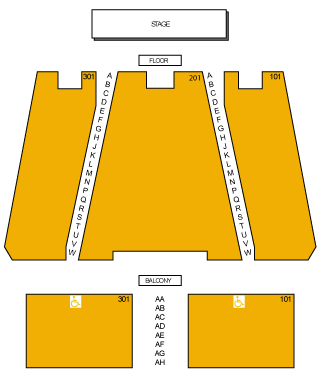 STAGE
FLOOR
301 A 201 A 101
B B
C C
D D
E E
F F
G G
H H
J J
K K
L L
M M
N N
P P
Q Q
R R
S S
T T
U U
V V
W W
BALCONY
301 AA 101
AB
AC
AD
AE
AF
AG
AH